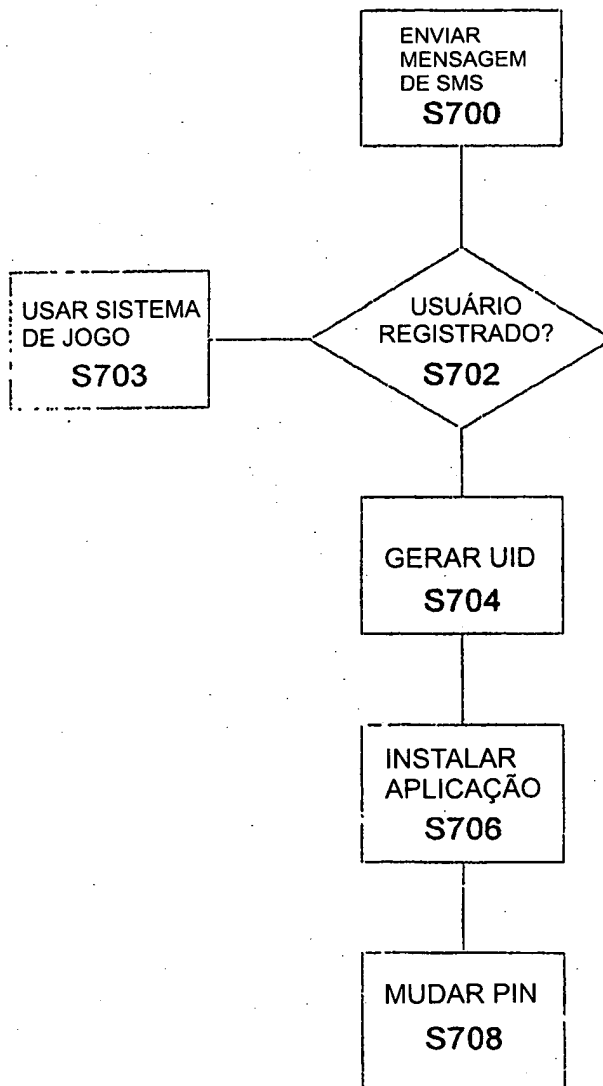 ENVIAR
MENSAGEM
DE SMS
S700
USUÁRIO
REGISTRADO?
S702
USAR SISTEMA
DE JOGO
S703
GERAR UID
S704
INSTALAR
APLICAÇÃO
S706
MUDAR PIN
S708